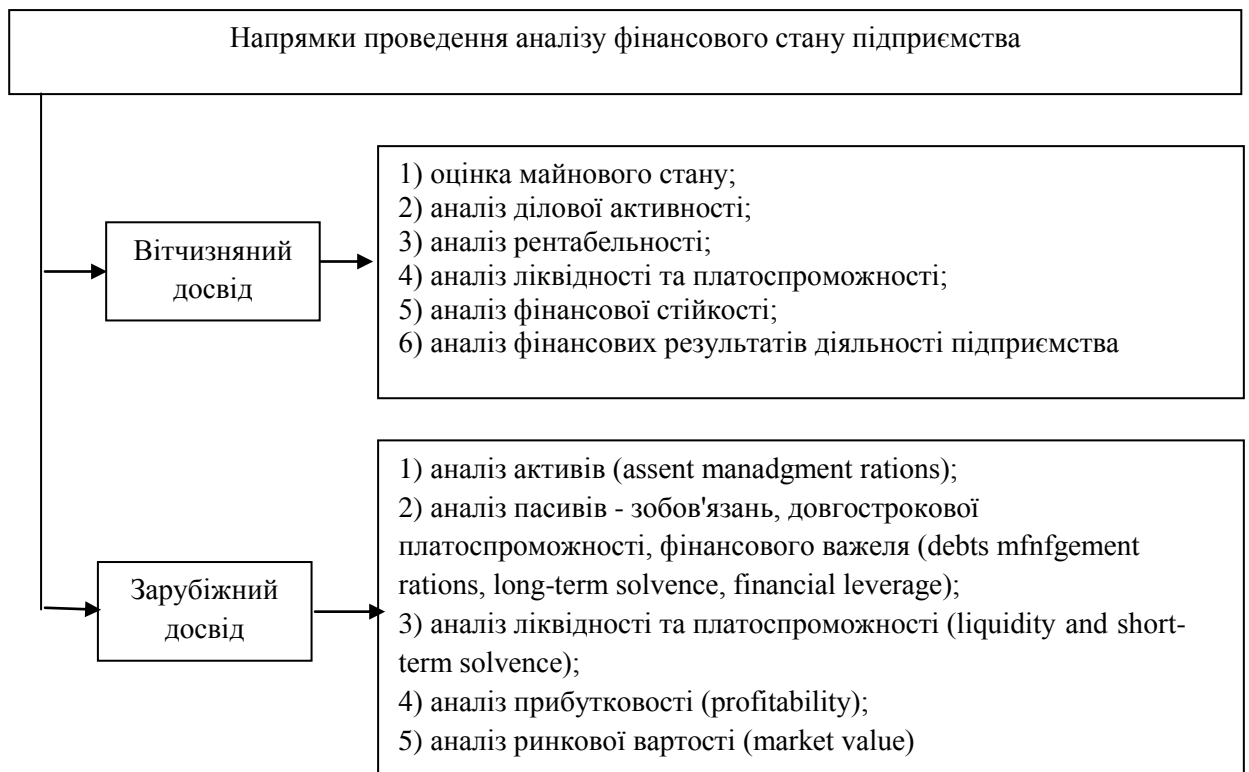 Напрямки проведення аналізу фінансового стану підприємства
Вітчизняний
досвід
1) оцінка майнового стану;
2) аналіз ділової активності;
3) аналіз рентабельності;
4) аналіз ліквідності та платоспроможності;
5) аналіз фінансової стійкості;
6) аналіз фінансових результатів діяльності підприємства
Зарубіжний
досвід
1) аналіз активів (assent manadgment rations);
2) аналіз пасивів - зобов'язань, довгострокової
платоспроможності, фінансового важеля (debts mfnfgement
rations, long-term solvence, financial leverage);
3) аналіз ліквідності та платоспроможності (liquidity and short-
term solvence);
4) аналіз прибутковості (profitability);
5) аналіз ринкової вартості (market value)